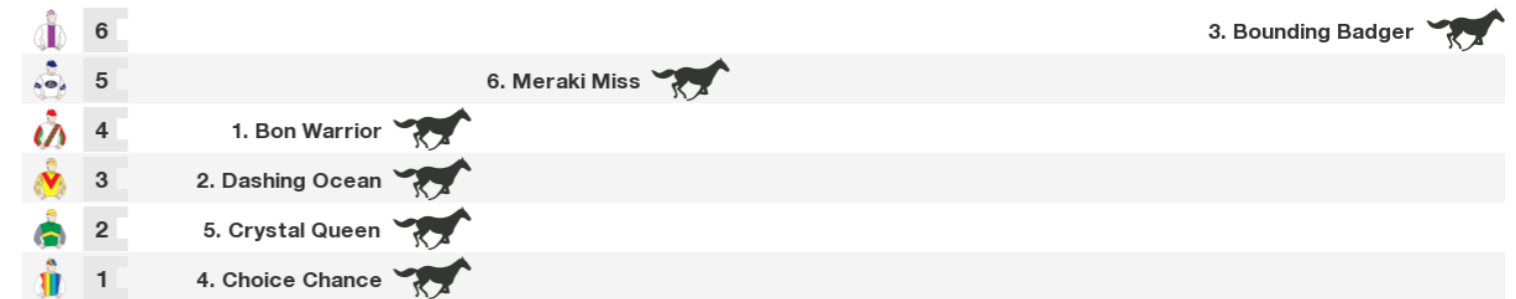 6 3. Bounding Badger
5 6. Meraki Miss
4 1. Bon Warrior
3 2. Dashing Ocean
2 5. Crystal Queen
1 4. Choice Chance